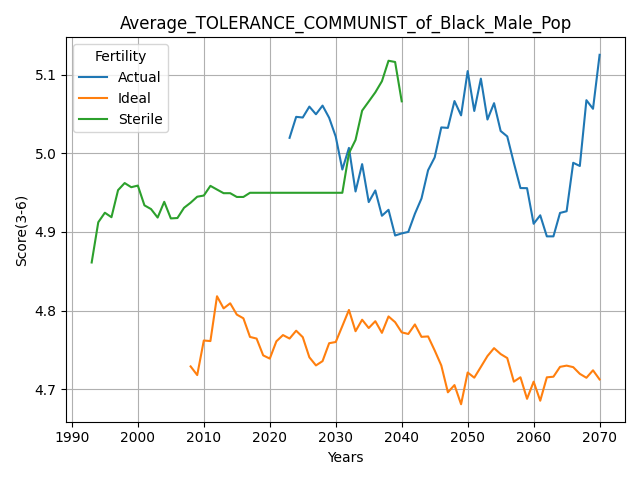 Average_TOLERANCE_COMMUNIST_of_Black_Male_Pop
Fertility
Actual
Ideal
Sterile
Score(3-6)
5.1
5.0
4.9
4.8
4.7
1990 2000 2010 2020 2030 2040 2050 2060 2070
Years